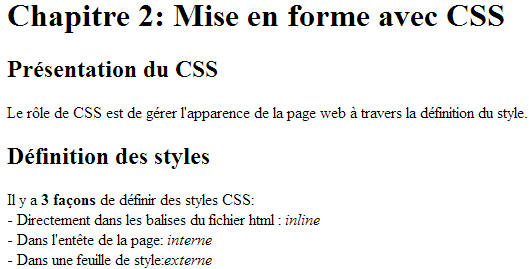 Chapitre 2: Mise en forme avec CSS
Présentation du CSS
Le rôle de CSS est de gérer l'apparence de la page web à travers la définition du style.
Définition des styles
Il y a 3 façons de définir des styles CSS:
- Directement dans les balises du fichier html : inline
- Dans l'entête de la page: interne
- Dans une feuille de style:externe